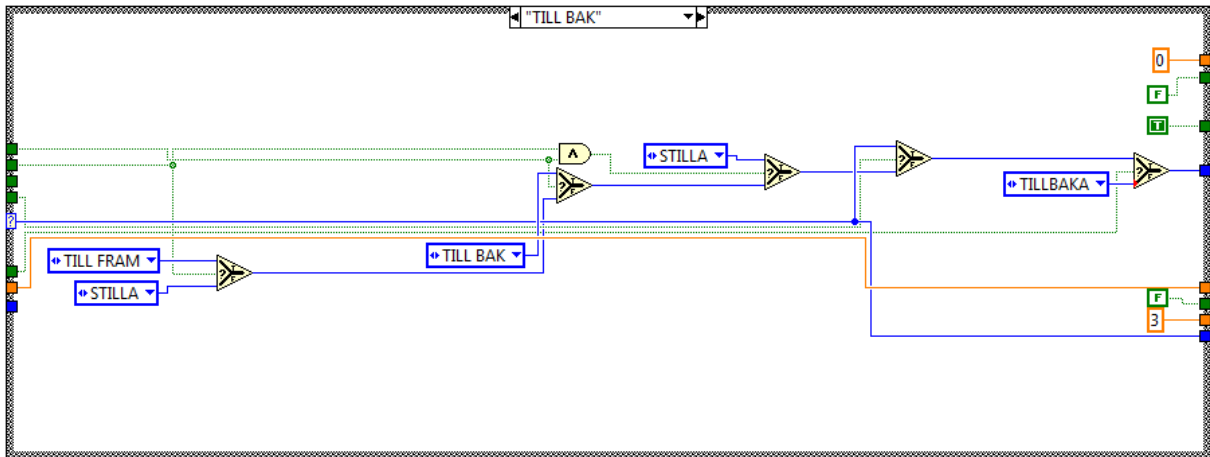 "TILL BAK"
0
F
T
STILLA
TILLBAKA
?
TILL FRAM
TILL BAK
STILLA
F
3